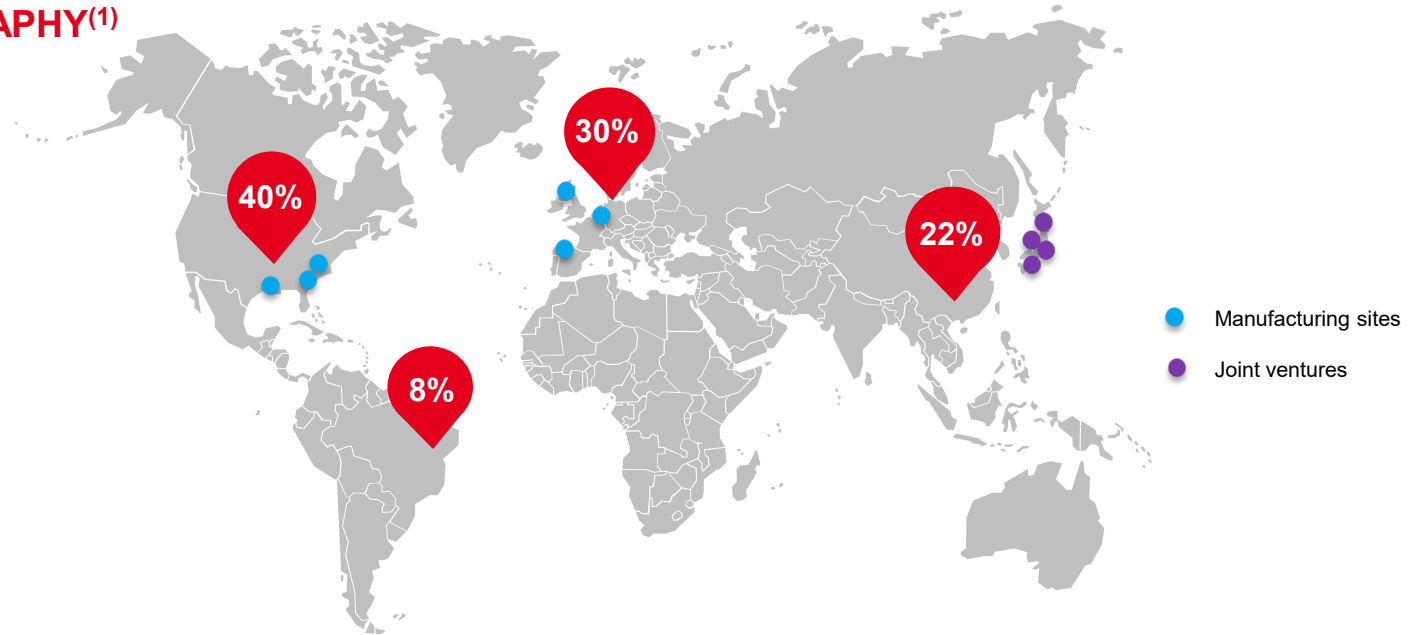 APHY(1)
30%
40%
22%
8%
Manufacturing sites
Joint ventures